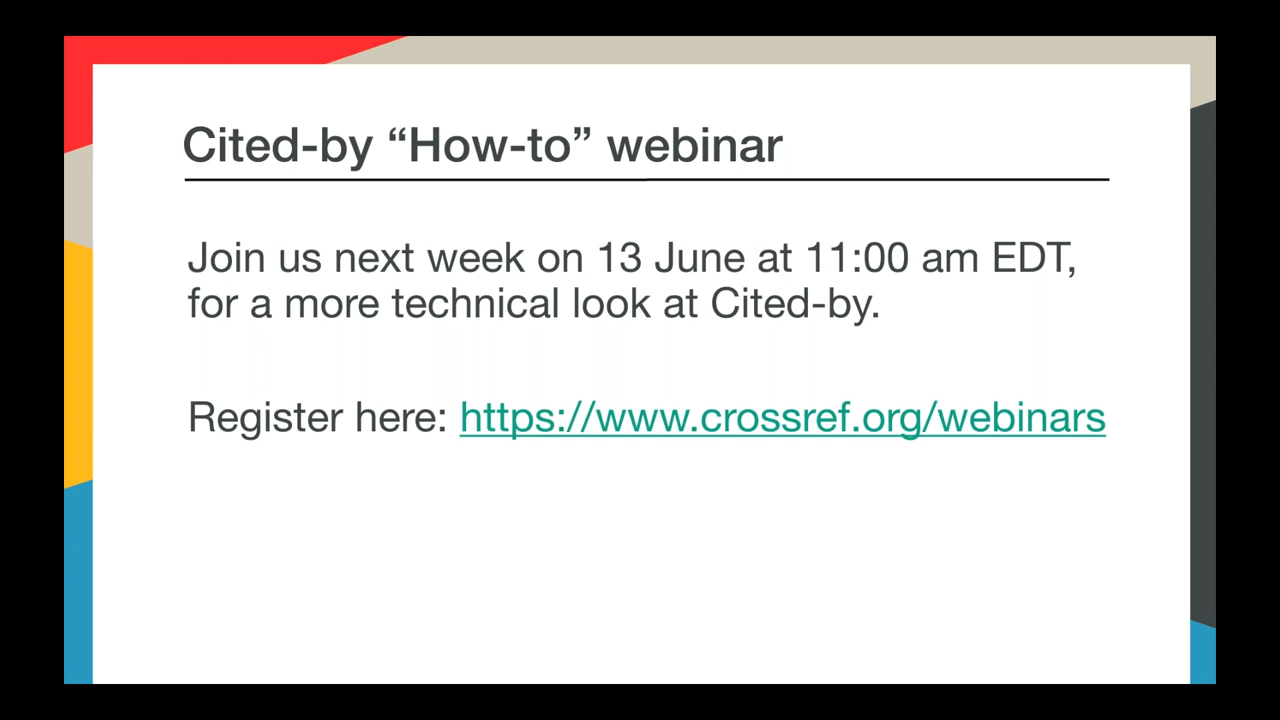 Cited-by “How-to” webinar
Join us next week on 13 June at 11:00 am EDT,
for a more technical look at Cited-by.
Register here: https://www.crossref.org/webinars